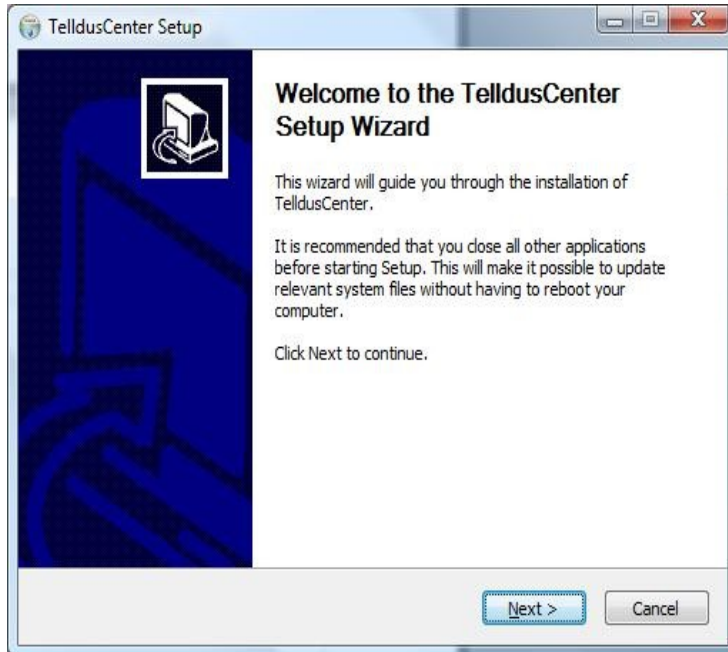 TelldusCenter Setup
Welcome to the TelldusCenter
Setup Wizard
This wizard will guide you through the installation of
TelldusCenter.
It is recommended that you close all other applications
before starting Setup. This will make it possible to update
relevant system files without having to reboot your
computer.
Click Next to continue.
Next >
Cancel